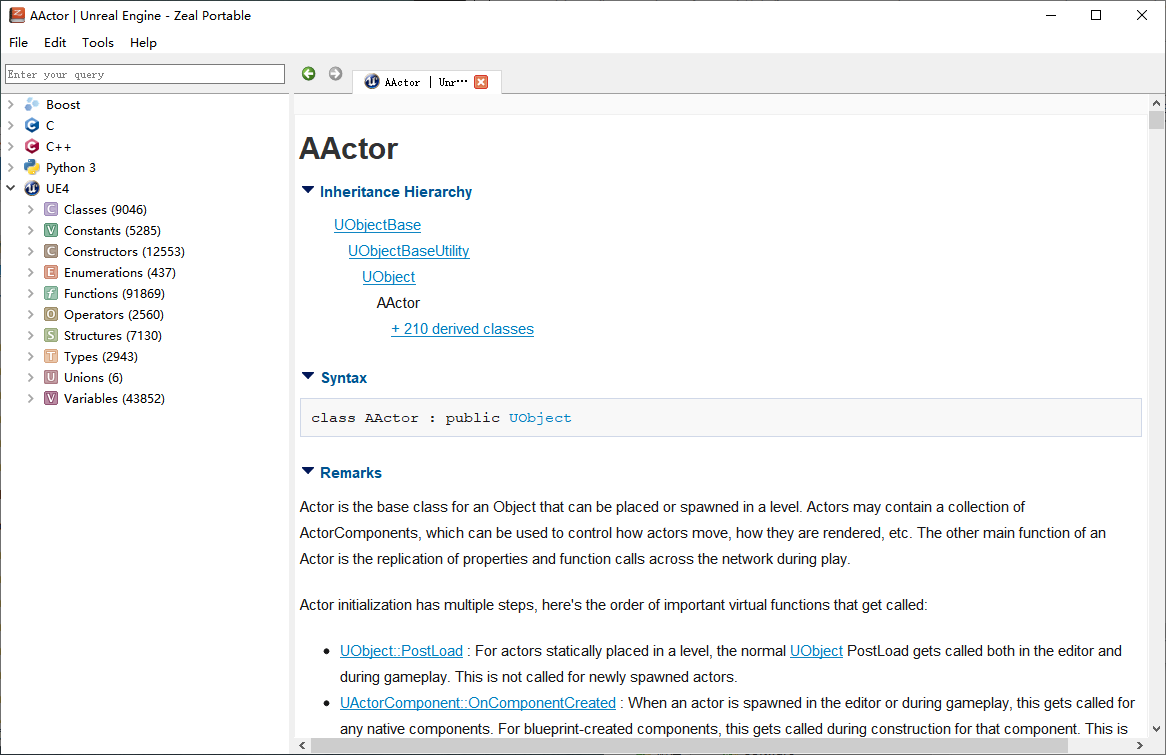 AActor | Unreal Engine - Zeal Portable
File Edit Tools Help
Enter your query
AActor | Unr···
Boost
C
C++
Python 3
UE4
Classes (9046)
Constants (5285)
Constructors (12553)
Enumerations (437)
Functions (91869)
Operators (2560)
Structures (7130)
Types (2943)
Unions (6)
Variables (43852)
AActor
Inheritance Hierarchy
UObjectBase
UObjectBaseUtility
UObject
AActor
+ 210 derived classes
Syntax
class AActor : public UObject
Remarks
Actor is the base class for an Object that can be placed or spawned in a level. Actors may contain a collection of
ActorComponents, which can be used to control how actors move, how they are rendered, etc. The other main function of an
Actor is the replication of properties and function calls across the network during play.
Actor initialization has multiple steps, here's the order of important virtual functions that get called:
• UObject::PostLoad : For actors statically placed in a level, the normal UObject PostLoad gets called both in the editor and
during gameplay. This is not called for newly spawned actors.
• UActorComponent::OnComponentCreated : When an actor is spawned in the editor or during gameplay, this gets called for
any native components. For blueprint-created components, this gets called during construction for that component. This is